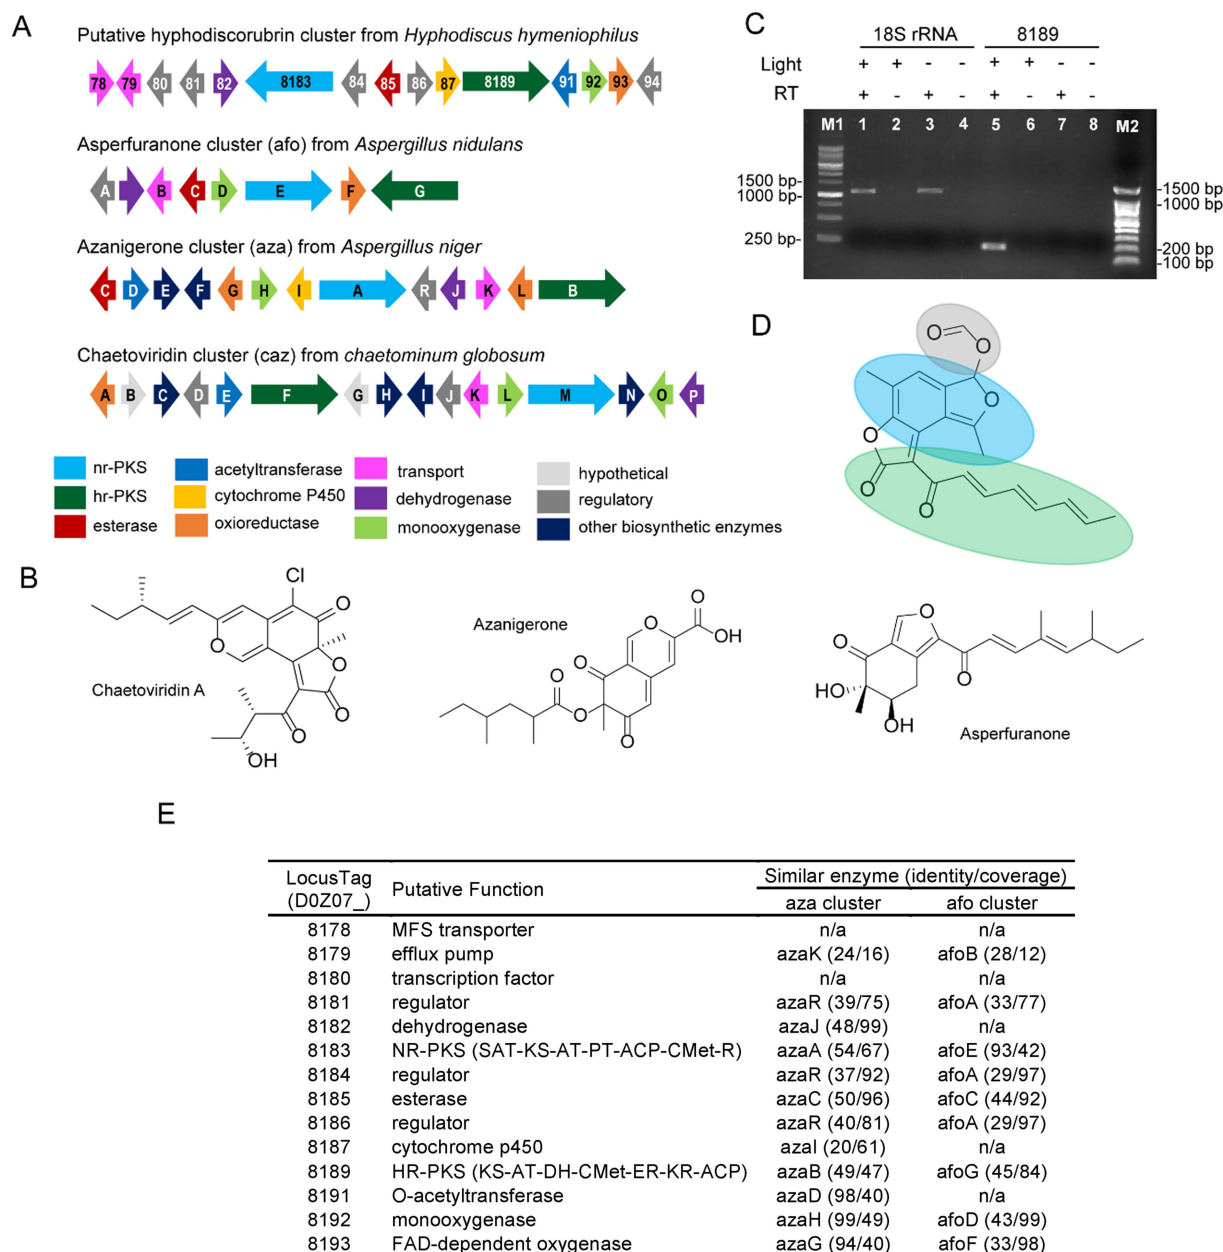 A
Putative hyphodiscorubrin cluster from Hyphodiscus hymeniophilus
78 79 80 81 82 8183 84 85 86 87 8189 91 92 93 94
Asperfuranone cluster (afo) from Aspergillus nidulans
A B C D E F G
Azanigerone cluster (aza) from Aspergillus niger
C D E F G H I A R J K L B
Chaetoviridin cluster (caz) from chaetominum globosum
A B C D E F G H I J K L M N O P
nr-PKS acetyltransferase transport hypothetical
hr-PKS cytochrome P450 dehydrogenase regulatory
esterase oxioreductase monooxygenase other biosynthetic enzymes
C
18S rRNA 8189
Light + + - - + + - -
RT + - + - + - + -
M1 1 2 3 4 5 6 7 8 M2
1500 bp-
1000 bp-
250 bp-
-1500 bp
-1000 bp
-200 bp
-100 bp
D
O
O
O
O
O
O
B
Cl
O
O
O
O
O
OH
Chaetoviridin A
Azanigerone
O
O
OH
O
O
O
O
O
O
O
HO
OH
Asperfuranone
E
LocusTag
(D0Z07_) Putative Function Similar enzyme (identity/coverage)
aza cluster afo cluster
8178 MFS transporter n/a n/a
8179 efflux pump azaK (24/16) afoB (28/12)
8180 transcription factor n/a n/a
8181 regulator azaR (39/75) afoA (33/77)
8182 dehydrogenase azaJ (48/99) n/a
8183 NR-PKS (SAT-KS-AT-PT-ACP-CMet-R) azaA (54/67) afoE (93/42)
8184 regulator azaR (37/92) afoA (29/97)
8185 esterase azaC (50/96) afoC (44/92)
8186 regulator azaR (40/81) afoA (29/97)
8187 cytochrome p450 azaI (20/61) n/a
8189 HR-PKS (KS-AT-DH-CMet-ER-KR-ACP) azaB (49/47) afoG (45/84)
8191 O-acetyltransferase azaD (98/40) n/a
8192 monooxygenase azaH (99/49) afoD (43/99)
8193 FAD-dependent oxygenase azaG (94/40) afoF (33/98)